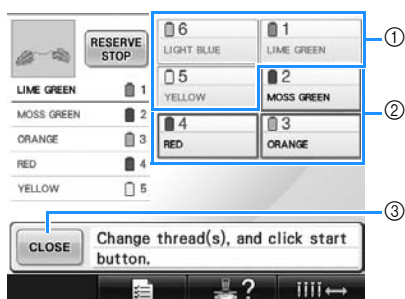 RESERVE
STOP
LIME GREEN 1
MOSS GREEN 2
ORANGE 3
RED 4
YELLOW 5
6
LIGHT BLUE
1
LIME GREEN
5
YELLOW
2
MOSS GREEN
4
RED
3
ORANGE
①
②
③
CLOSE
Change thread(s), and click start
button.
?